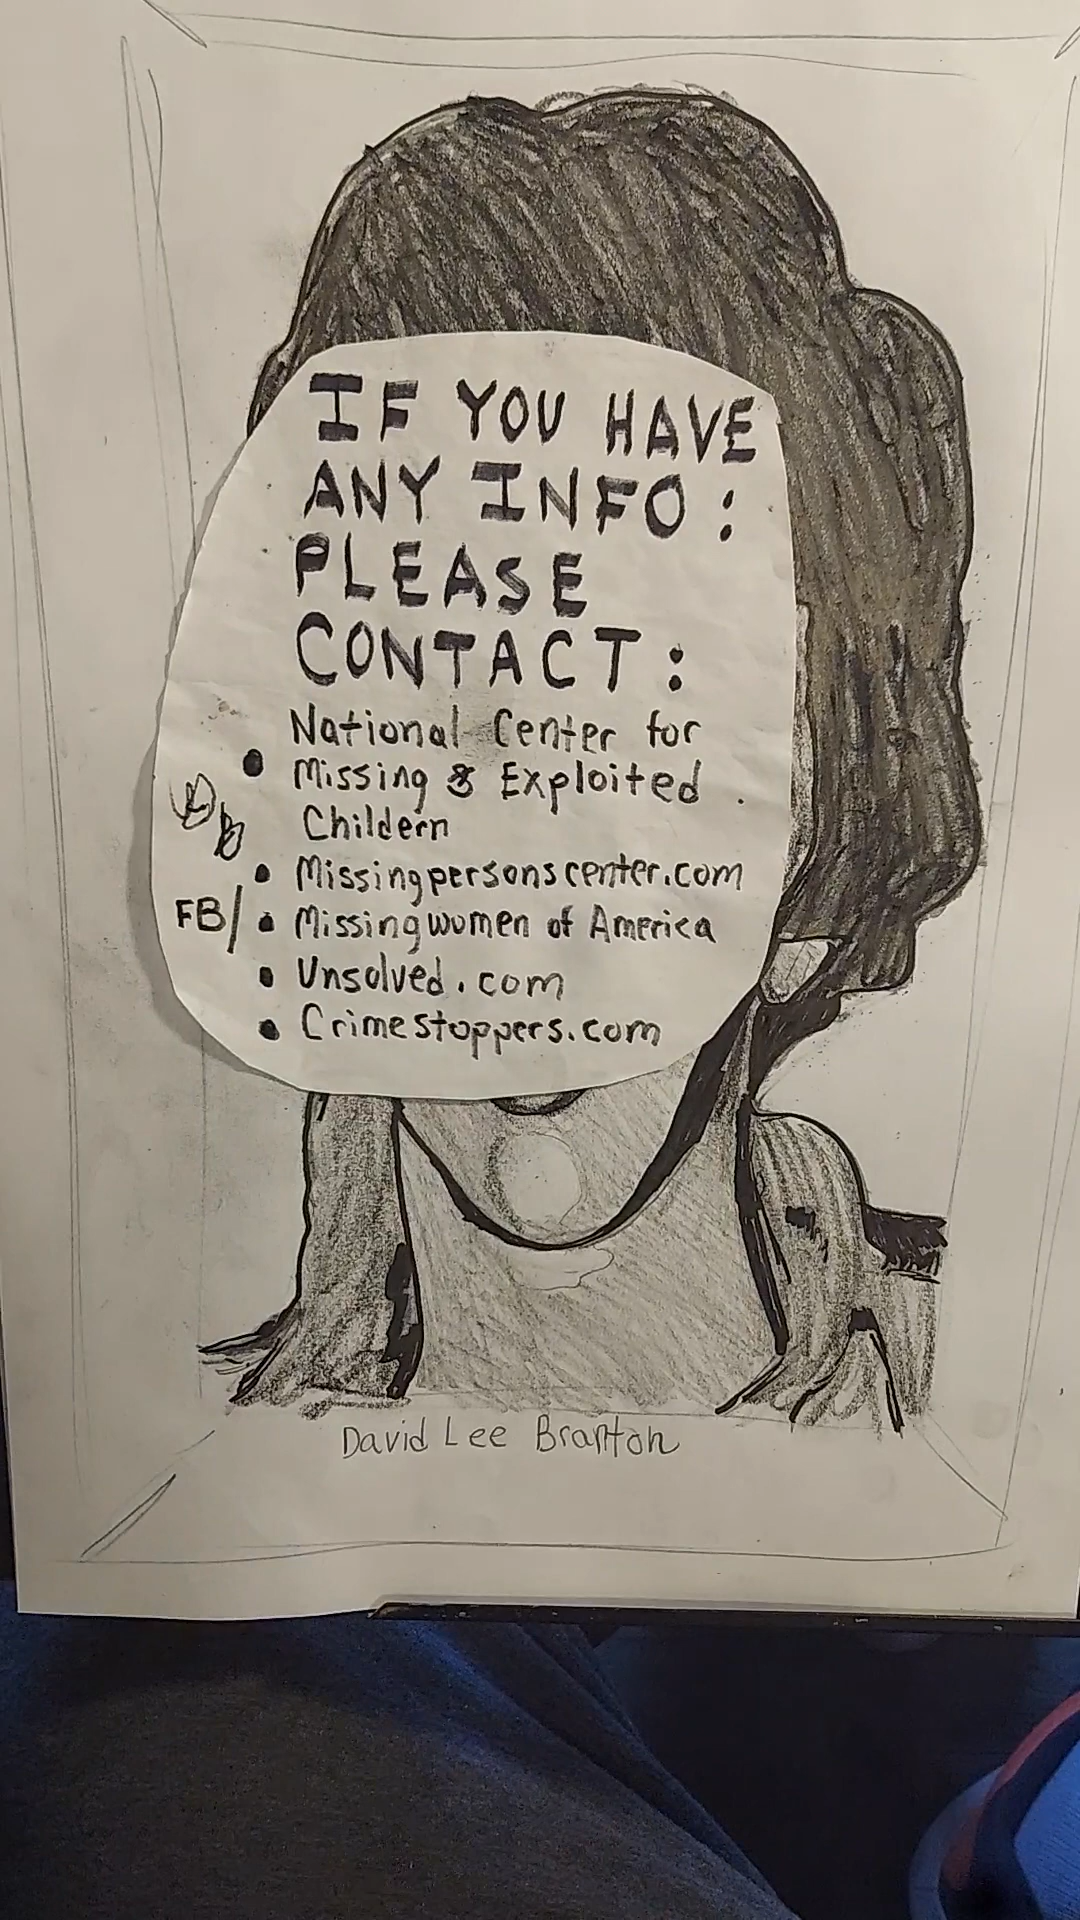 IF YOU HAVE
ANY INFO :
PLEASE
CONTACT :
National Center for
• Missing & Exploited
Childern
• Missingpersonscenter.com
FB/ • Missingwomen of America
• Unsolved.com
• Crimestoppers.com
David Lee Branton